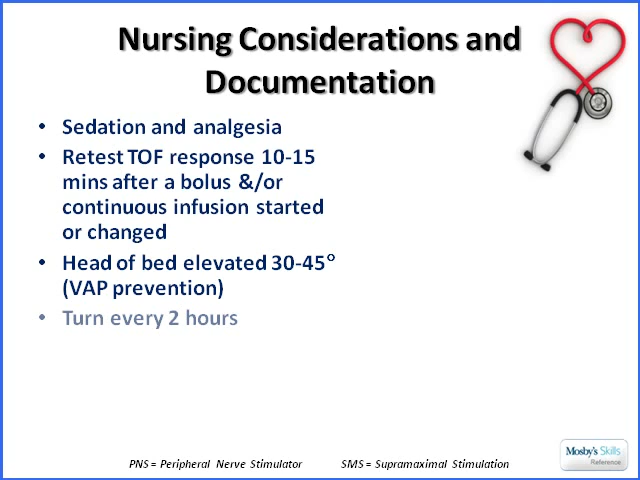 Nursing Considerations and
Documentation
• Sedation and analgesia
• Retest TOF response 10-15
mins after a bolus &/or
continuous infusion started
or changed
• Head of bed elevated 30-45°
(VAP prevention)
• Turn every 2 hours
PNS = Peripheral Nerve Stimulator SMS = Supramaximal Stimulation
Mosby's Skills
Reference